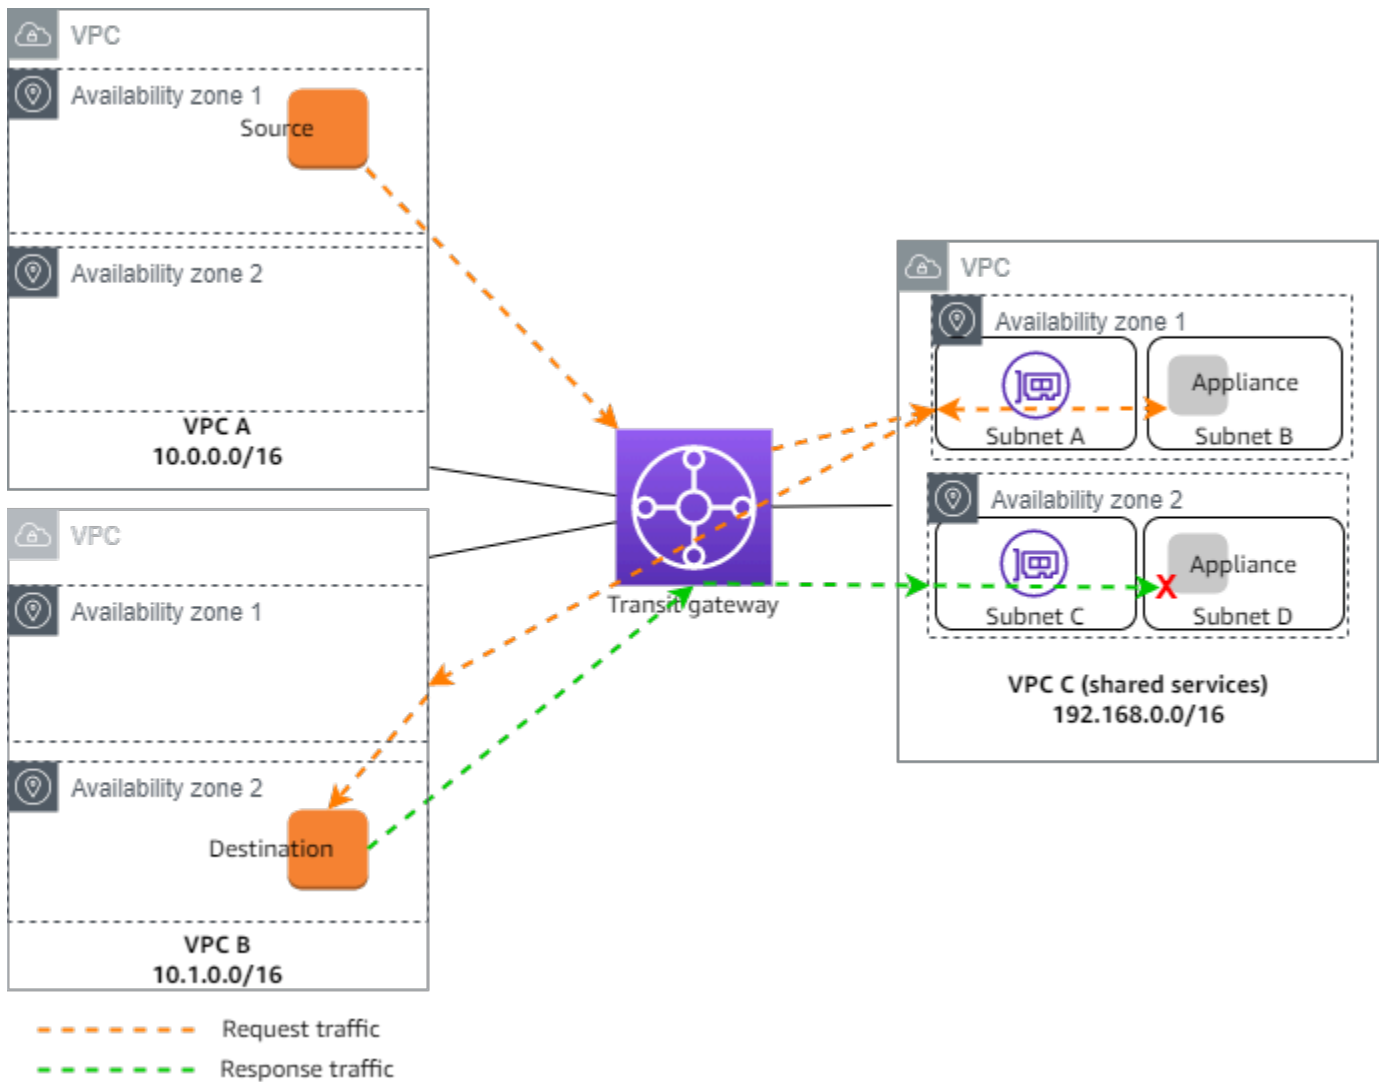 VPC
Availability zone 1
Source
Availability zone 2
VPC A
10.0.0.0/16
VPC
Availability zone 1
Availability zone 2
Destination
VPC B
10.1.0.0/16
Transit gateway
VPC
Availability zone 1
Appliance
Subnet A
Subnet B
Availability zone 2
Appliance
X
Subnet C
Subnet D
VPC C (shared services)
192.168.0.0/16
Request traffic
Response traffic